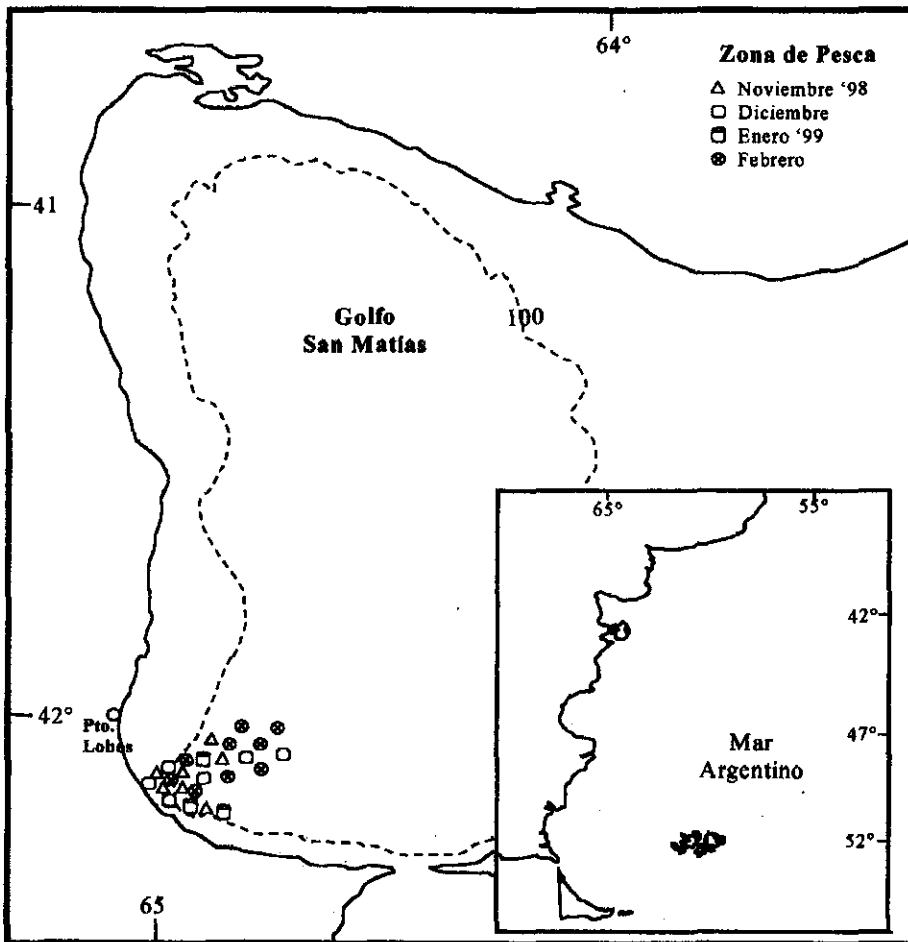 64°
Zona de Pesca
Noviembre ‘98
Diciembre
Enero ‘99
Febrero
41
Golfo
San Matías
100
65°
55°
42°
42°
Pto.
Lobos
47°
Mar
Argentino
52°
65